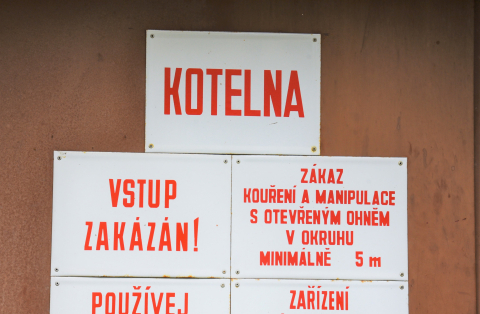 KOTELNA
VSTUP
ZAKÁZÁN!
ZÁKAZ
KOUŘENÍ A MANIPULACE
S OTEVŘENÝM OHNĚM
V OKRUHU
MINIMÁLNĚ 5 m
POUŽÍVEJ
ZAŘÍZENÍ